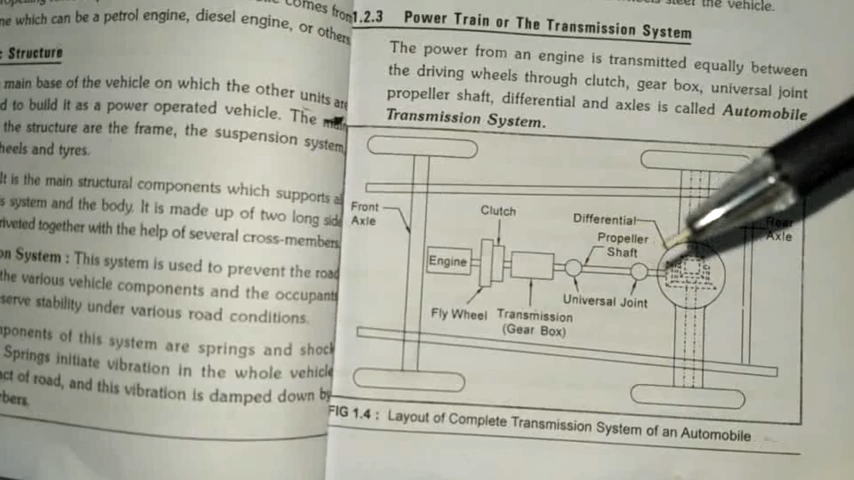 comes from
ne which can be a petrol engine, diesel engine, or others
Structure
main base of the vehicle on which the other units are
d to build it as a power operated vehicle. The main
the structure are the frame, the suspension system,
heels and tyres.
It is the main structural components which supports
s system and the body. It is made up of two long side
riveted together with the help of several cross-members.
on System : This system is used to prevent the road
the various vehicle components and the occupants
serve stability under various road conditions.
ponents of this system are springs and shock
Springs initiate vibration in the whole vehicle
act of road, and this vibration is damped down by
bers.
steer the vehicle.
1.2.3 Power Train or The Transmission System
The power from an engine is transmitted equally between
the driving wheels through clutch, gear box, universal joint
propeller shaft, differential and axles is called Automobile
Transmission System.
Front
Axle
Clutch
Differential
Propeller
Shaft
Rear
Axle
Engine
Universal Joint
Fly Wheel
Transmission
(Gear Box)
FIG 1.4 : Layout of Complete Transmission System of an Automobile